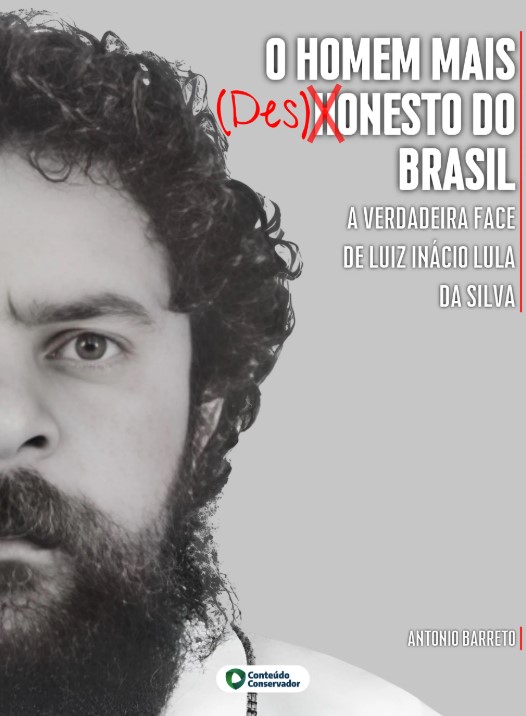 O HOMEM MAIS
(Des)HONESTO DO
BRASIL
A VERDADEIRA FACE
DE LUIZ INÁCIO LULA
DA SILVA
ANTONIO BARRETO
Conteúdo
Conservador